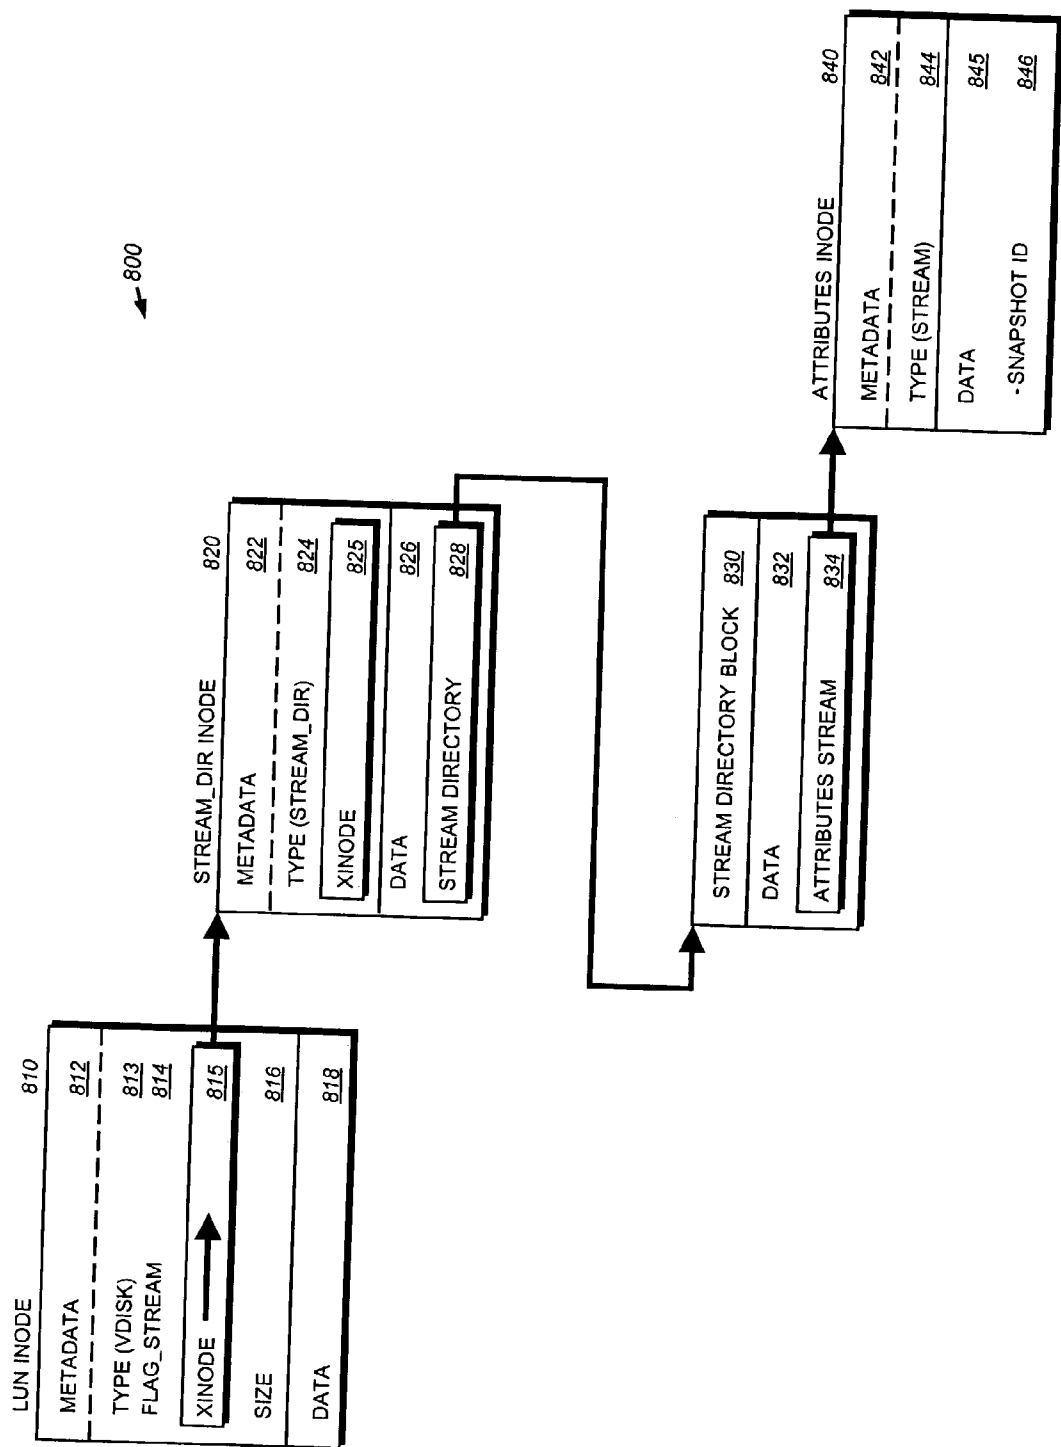 800
LUN INODE 810
METADATA 812
TYPE (VDISK) 813
FLAG_STREAM 814
XINODE 815
SIZE 816
DATA 818
STREAM_DIR INODE 820
METADATA 822
TYPE (STREAM_DIR) 824
XINODE 825
DATA 826
STREAM DIRECTORY 828
STREAM DIRECTORY BLOCK 830
DATA 832
ATTRIBUTES STREAM 834
ATTRIBUTES INODE 840
METADATA 842
TYPE (STREAM) 844
DATA 845
-SNAPSHOT ID 846